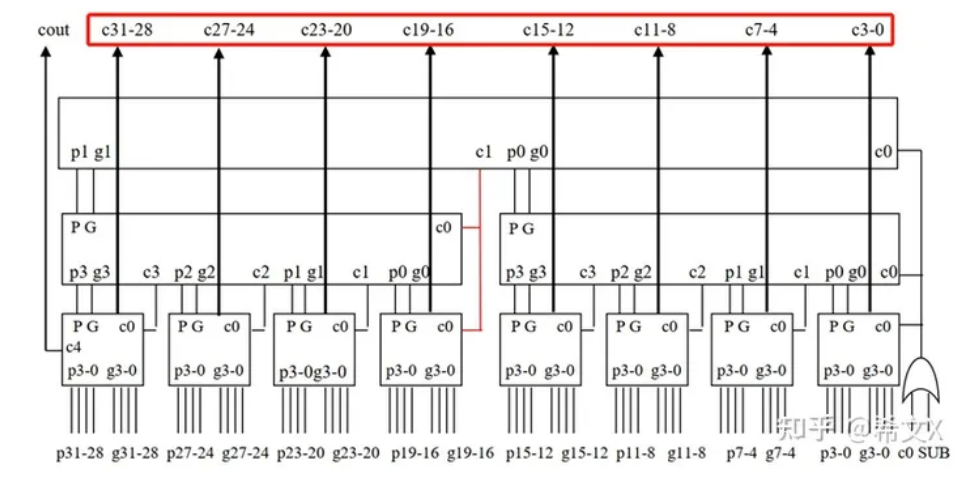 cout c31-28 c27-24 c23-20 c19-16 c15-12 c11-8 c7-4 c3-0
p1 g1 c1 p0 g0 c0
P G c0 P G
p3 g3 c3 p2 g2 c2 p1 g1 c1 p0 g0 p3 g3 c3 p2 g2 c2 p1 g1 c1 p0 g0 c0
P G c0 P G c0 P G c0 P G c0 P G c0 P G c0 P G c0 P G c0
c4
p3-0 g3-0 p3-0 g3-0 p3-0g3-0 p3-0 g3-0 p3-0 g3-0 p3-0 g3-0 p3-0 g3-0 p3-0 g3-0
知乎 @希文X
p31-28 g31-28 p27-24 g27-24 p23-20 g23-20 p19-16 g19-16 p15-12 g15-12 p11-8 g11-8 p7-4 g7-4 p3-0 g3-0 c0 SUB